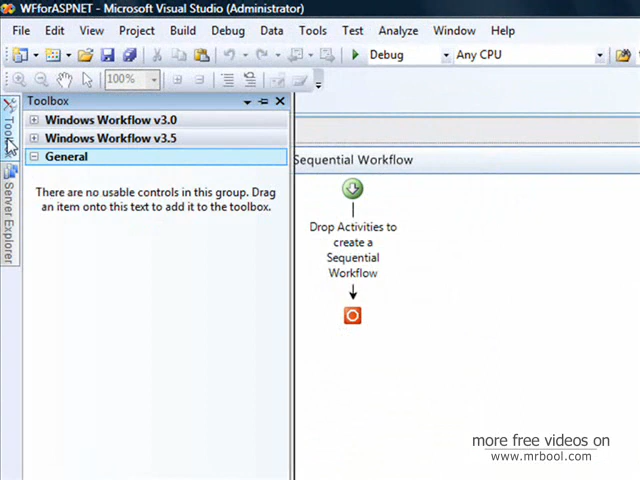 WFforASPNET - Microsoft Visual Studio (Administrator)
File Edit View Project Build Debug Data Tools Test Analyze Window Help
Debug Any CPU
100%
Toolbox
Windows Workflow v3.0
Windows Workflow v3.5
General
There are no usable controls in this group. Drag
an item onto this text to add it to the toolbox.
Server Explorer
Sequential Workflow
Drop Activities to
create a
Sequential
Workflow
more free videos on
www.mrbool.com